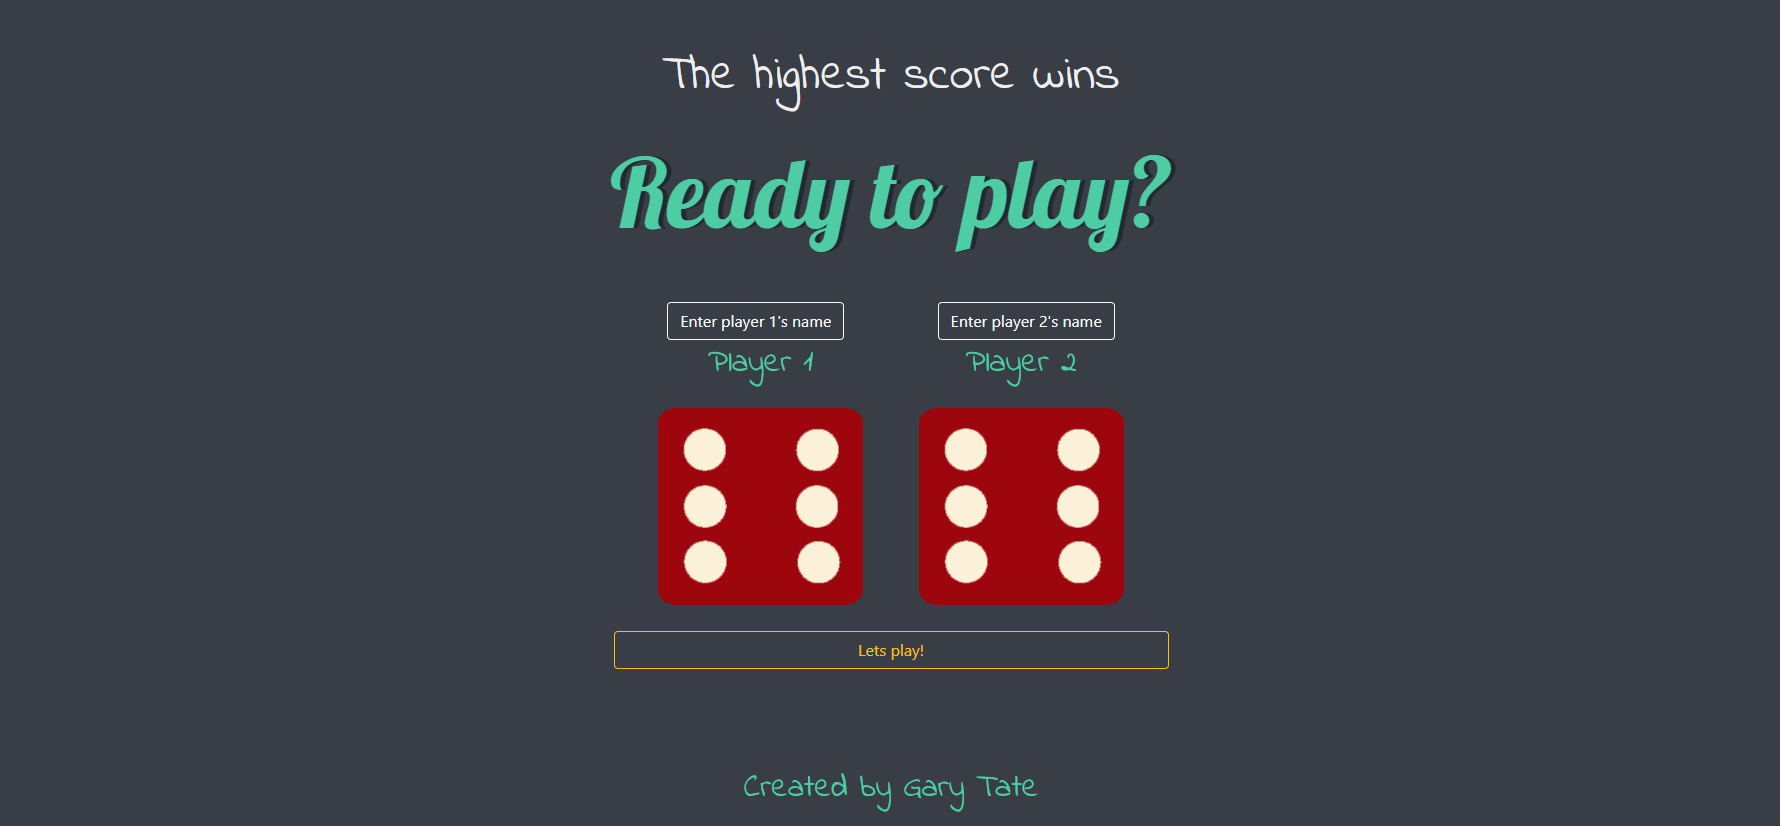 The highest score wins
Ready to play?
Enter player 1's name
Enter player 2's name
Player 1
Player 2
Lets play!
Created by Gary Tate